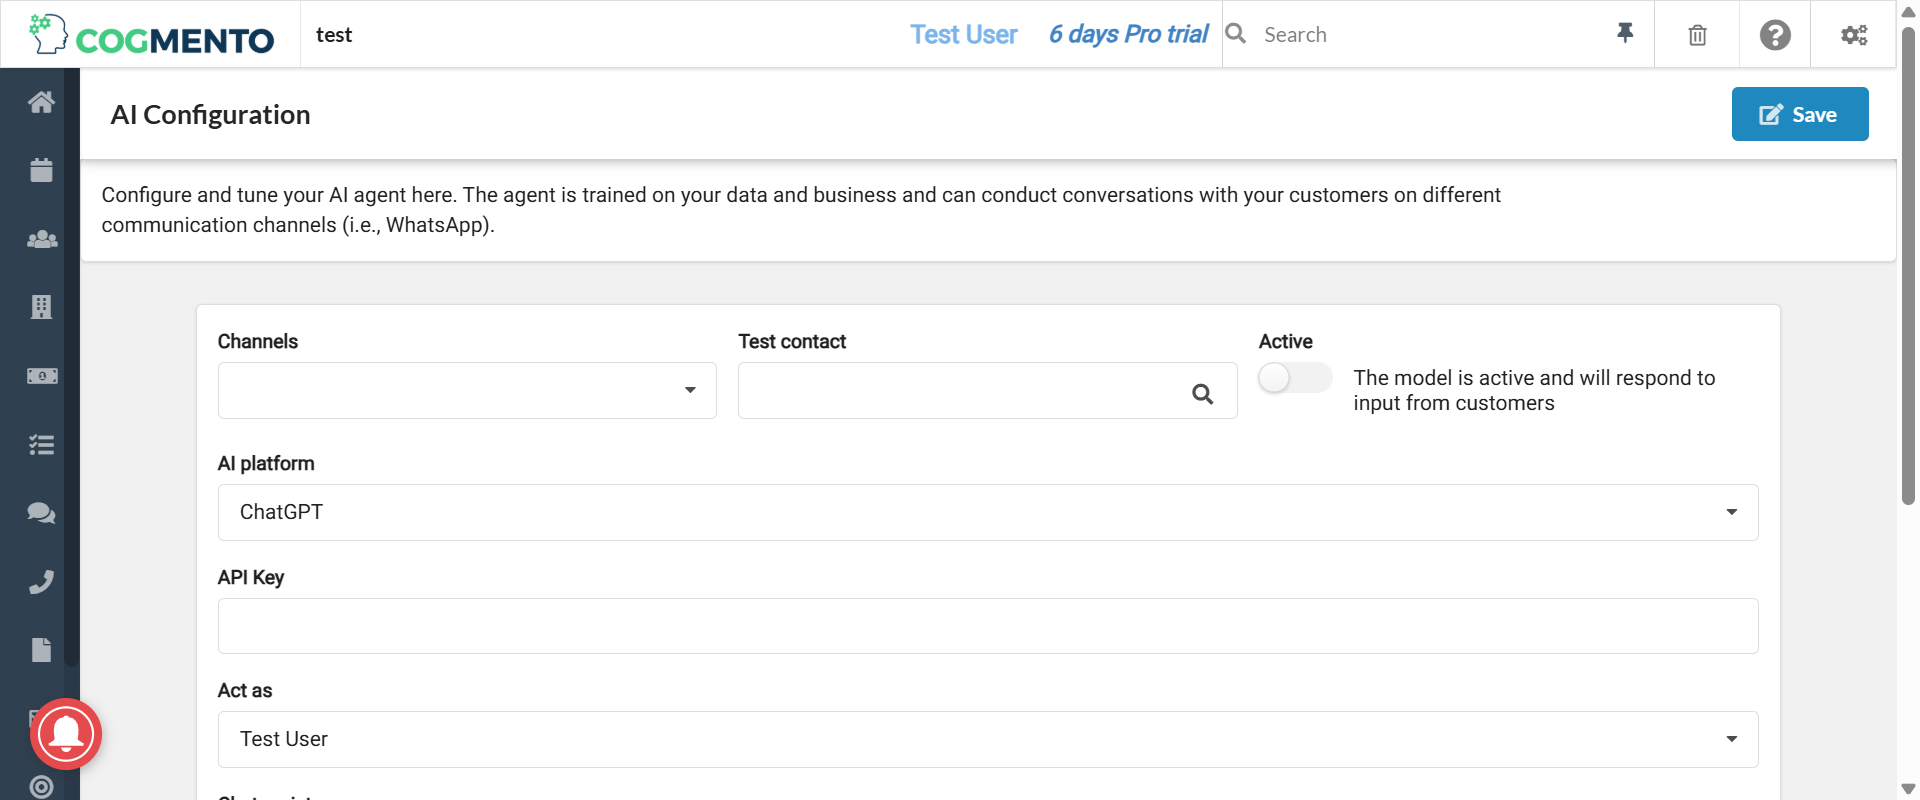 COGMENTO
test
Test User
6 days Pro trial
Search
AI Configuration
Save
Configure and tune your AI agent here. The agent is trained on your data and business and can conduct conversations with your customers on different
communication channels (i.e., WhatsApp).
Channels
Test contact
Active
The model is active and will respond to
input from customers
AI platform
ChatGPT
API Key
Act as
Test User